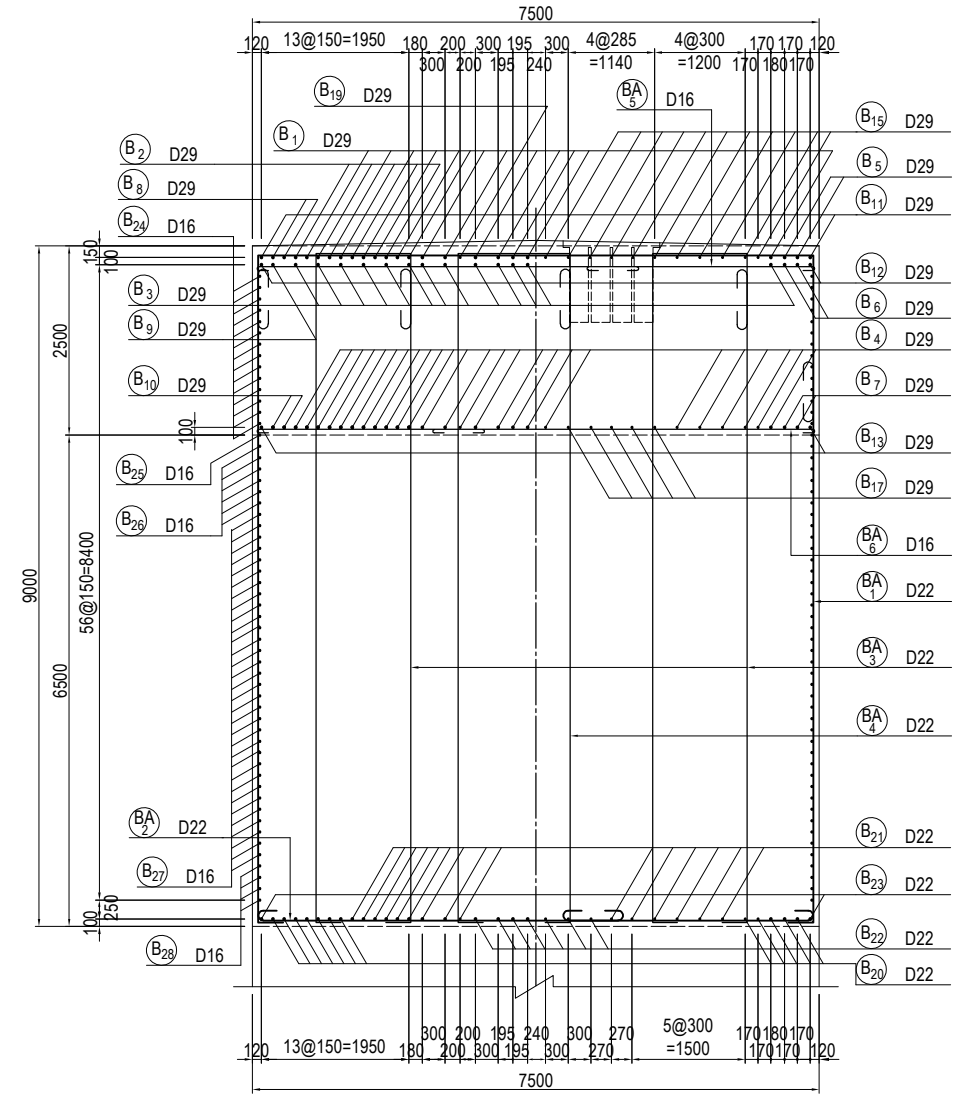 7500
120 13@150=1950 180 200 300 195 300 4@285 4@300 170 170 120
300 200 195 240 =1140 =1200 170 180 170
B19 D29
BA5 D16
B1 D29
B15 D29
B2 D29
B5 D29
B8 D29
B11 D29
B24 D16
150
100
B12 D29
B3 D29
B6 D29
B9 D29
B4 D29
2500
B10 D29
B7 D29
100
B13 D29
B25 D16
B17 D29
B26 D16
BA6 D16
9000
56@150=8400
BA1 D22
6500
BA3 D22
BA4 D22
BA2 D22
B21 D22
B27 D16
B23 D22
250
100
B22 D22
B28 D16
B20 D22
300 200 195 240 300 270 5@300 170 180 170
120 13@150=1950 180 200 300 195 300 270 =1500 170 170 120
7500